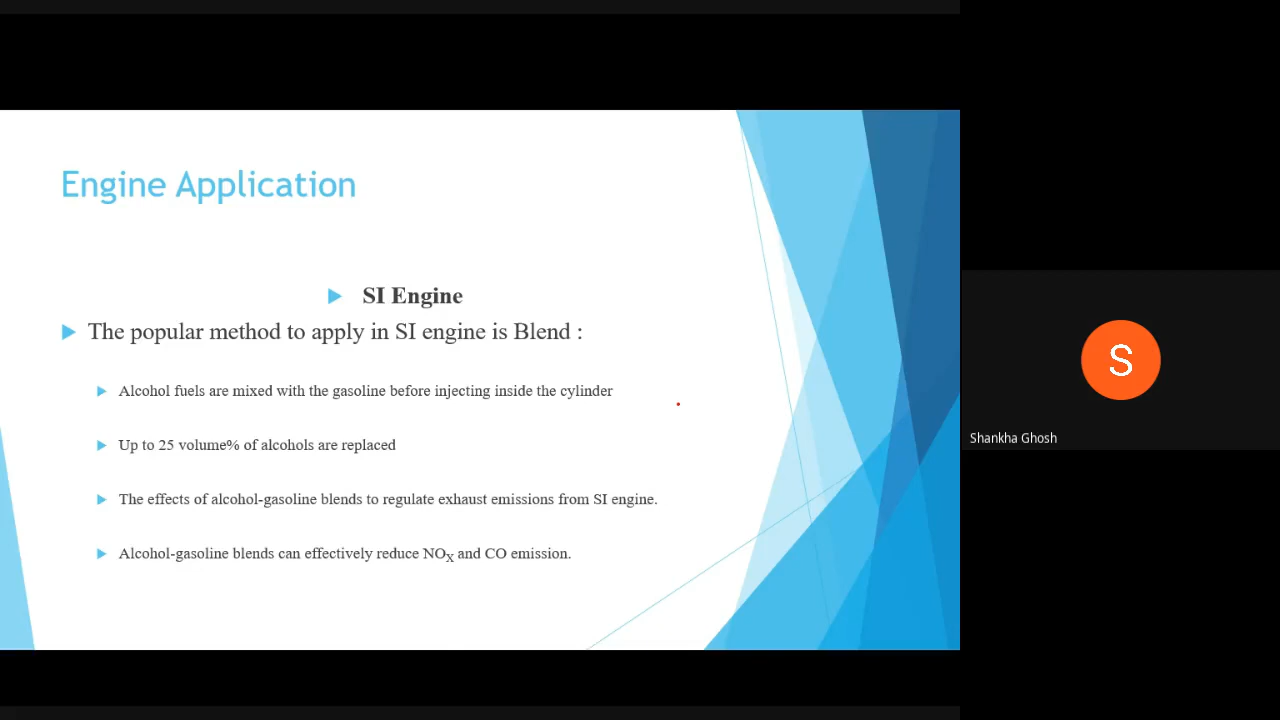 Engine Application
SI Engine
The popular method to apply in SI engine is Blend :
Alcohol fuels are mixed with the gasoline before injecting inside the cylinder
Up to 25 volume% of alcohols are replaced
The effects of alcohol-gasoline blends to regulate exhaust emissions from SI engine.
Alcohol-gasoline blends can effectively reduce NOX and CO emission.
S
Shankha Ghosh